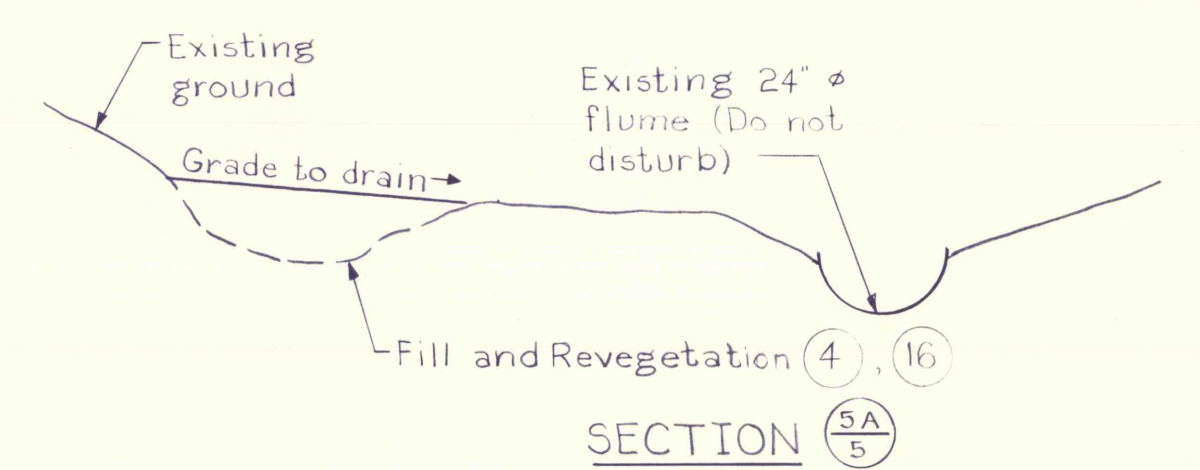 Existing
ground
Existing 24" ⌀
flume (Do not
disturb)
Grade to drain→
Fill and Revegetation 4 , 16
SECTION 5A
5